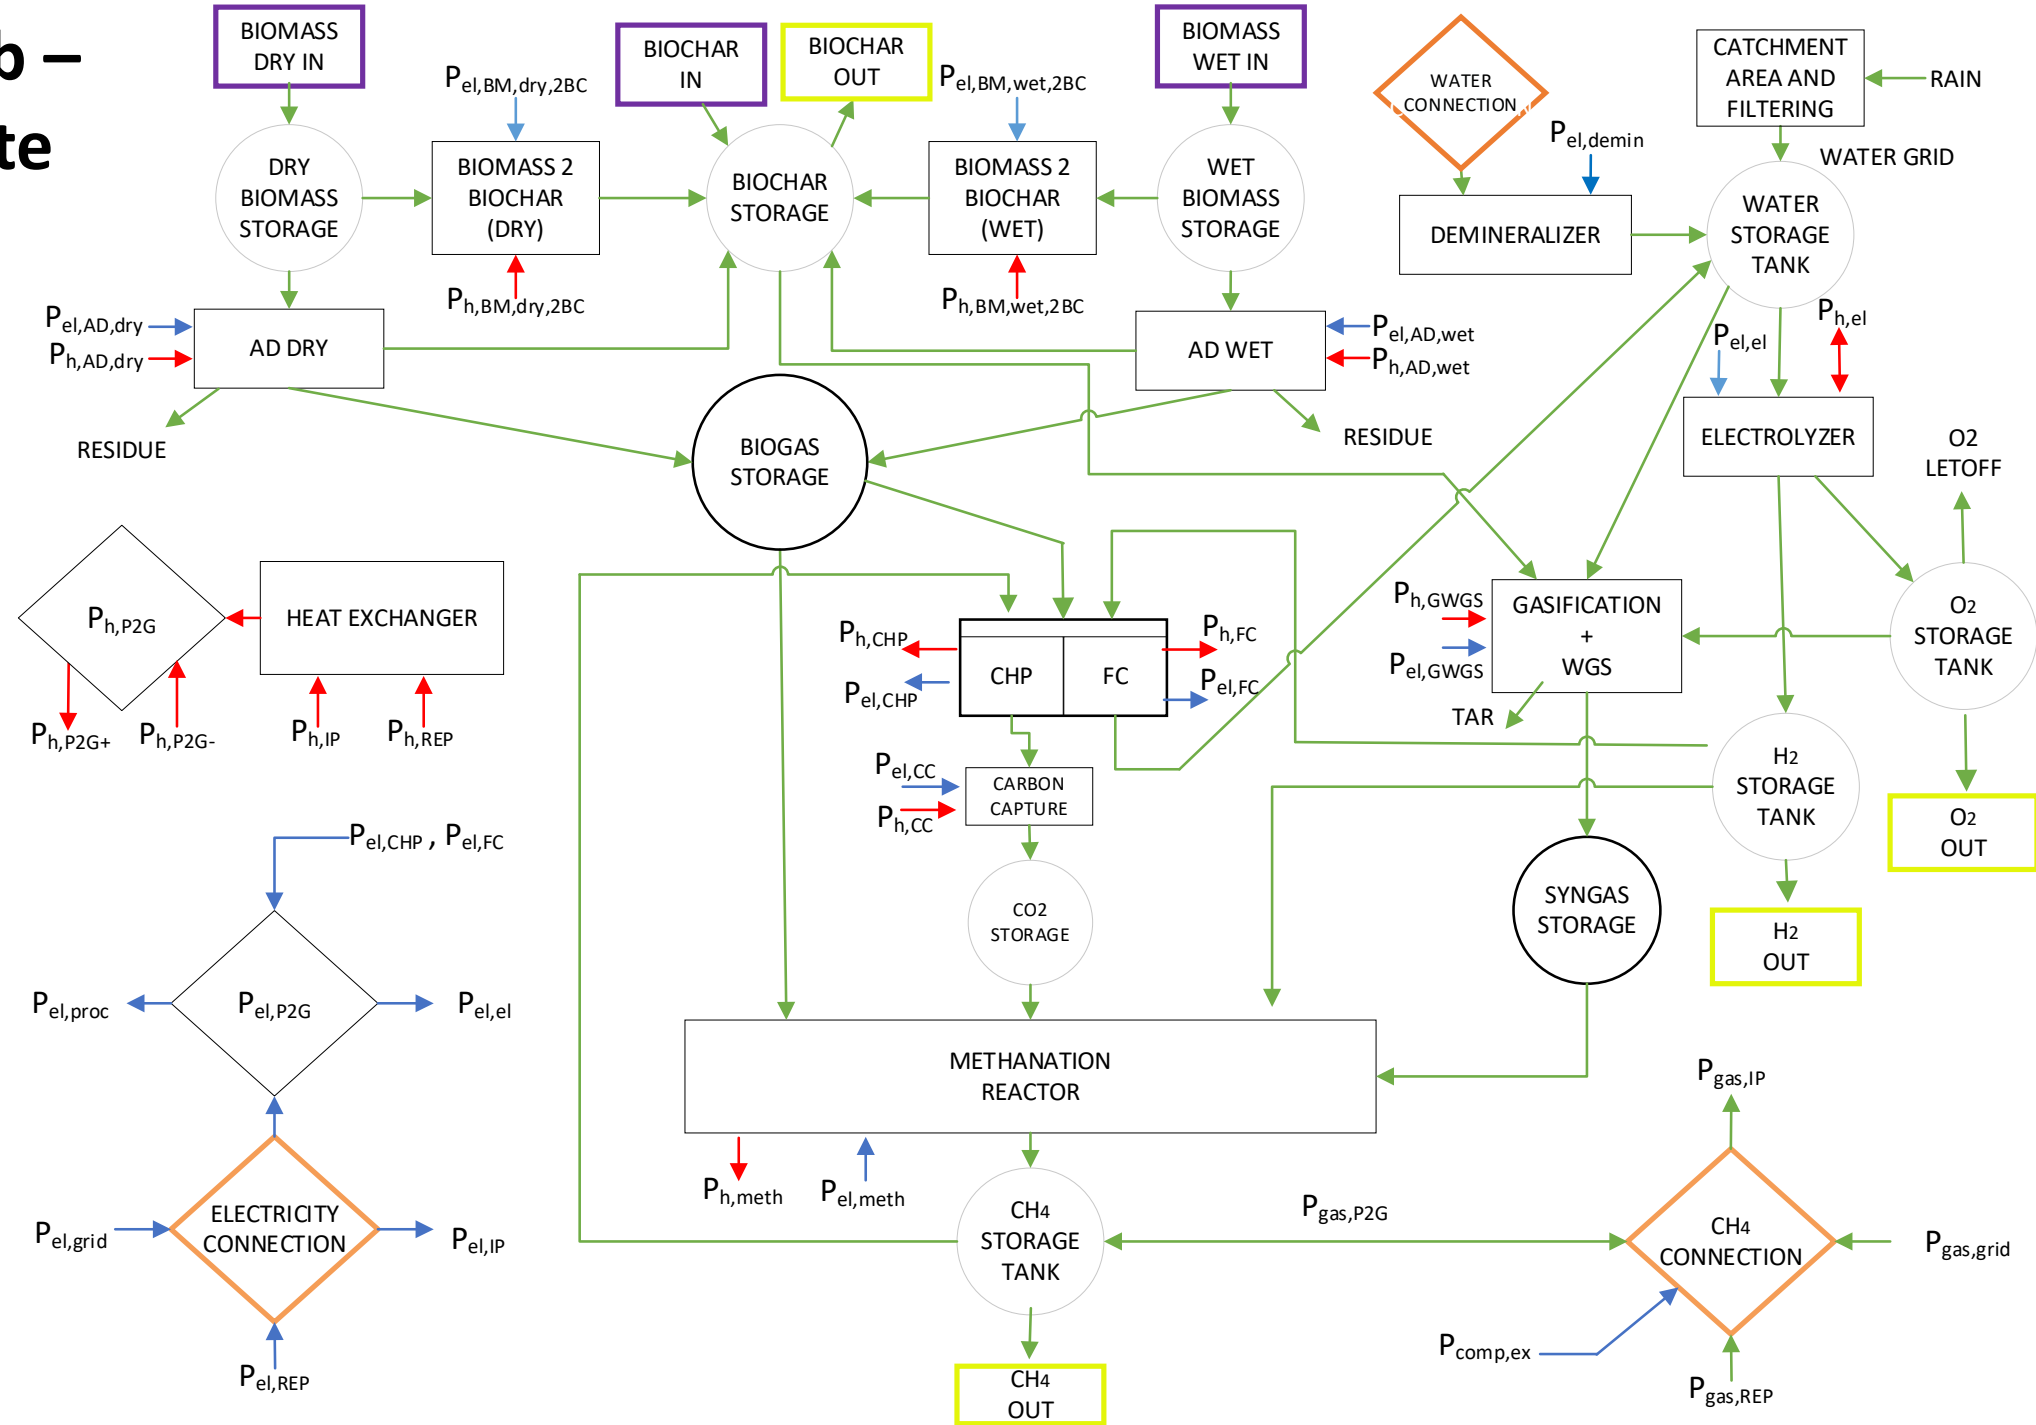 b –
te
BIOMASS
DRY IN
BIOCHAR
IN
BIOCHAR
OUT
BIOMASS
WET IN
WATER
CONNECTION
CATCHMENT
AREA AND
FILTERING
RAIN
Pel,BM,dry,2BC
Pel,BM,wet,2BC
Pel,demin
WATER GRID
DRY
BIOMASS
STORAGE
BIOMASS 2
BIOCHAR
(DRY)
BIOCHAR
STORAGE
BIOMASS 2
BIOCHAR
(WET)
WET
BIOMASS
STORAGE
DEMINERALIZER
WATER
STORAGE
TANK
Ph,BM,dry,2BC
Ph,BM,wet,2BC
Pel,AD,dry
Ph,AD,dry
AD DRY
AD WET
Pel,AD,wet
Ph,AD,wet
Pel,el
Ph,el
RESIDUE
BIOGAS
STORAGE
RESIDUE
ELECTROLYZER
O2
LETOFF
Ph,P2G
HEAT EXCHANGER
Ph,P2G+
Ph,P2G-
Ph,IP
Ph,REP
Ph,CHP
Pel,CHP
CHP
FC
Ph,FC
Pel,FC
Ph,GWGS
Pel,GWGS
GASIFICATION
+
WGS
TAR
O2
STORAGE
TANK
Pel,CC
Ph,CC
CARBON
CAPTURE
H2
STORAGE
TANK
O2
OUT
Pel,CHP , Pel,FC
CO2
STORAGE
SYNGAS
STORAGE
H2
OUT
Pel,proc
Pel,P2G
Pel,el
METHANATION
REACTOR
Ph,meth
Pel,meth
Pgas,IP
Pel,grid
ELECTRICITY
CONNECTION
Pel,IP
CH4
STORAGE
TANK
Pgas,P2G
CH4
CONNECTION
Pgas,grid
Pel,REP
CH4
OUT
Pcomp,ex
Pgas,REP